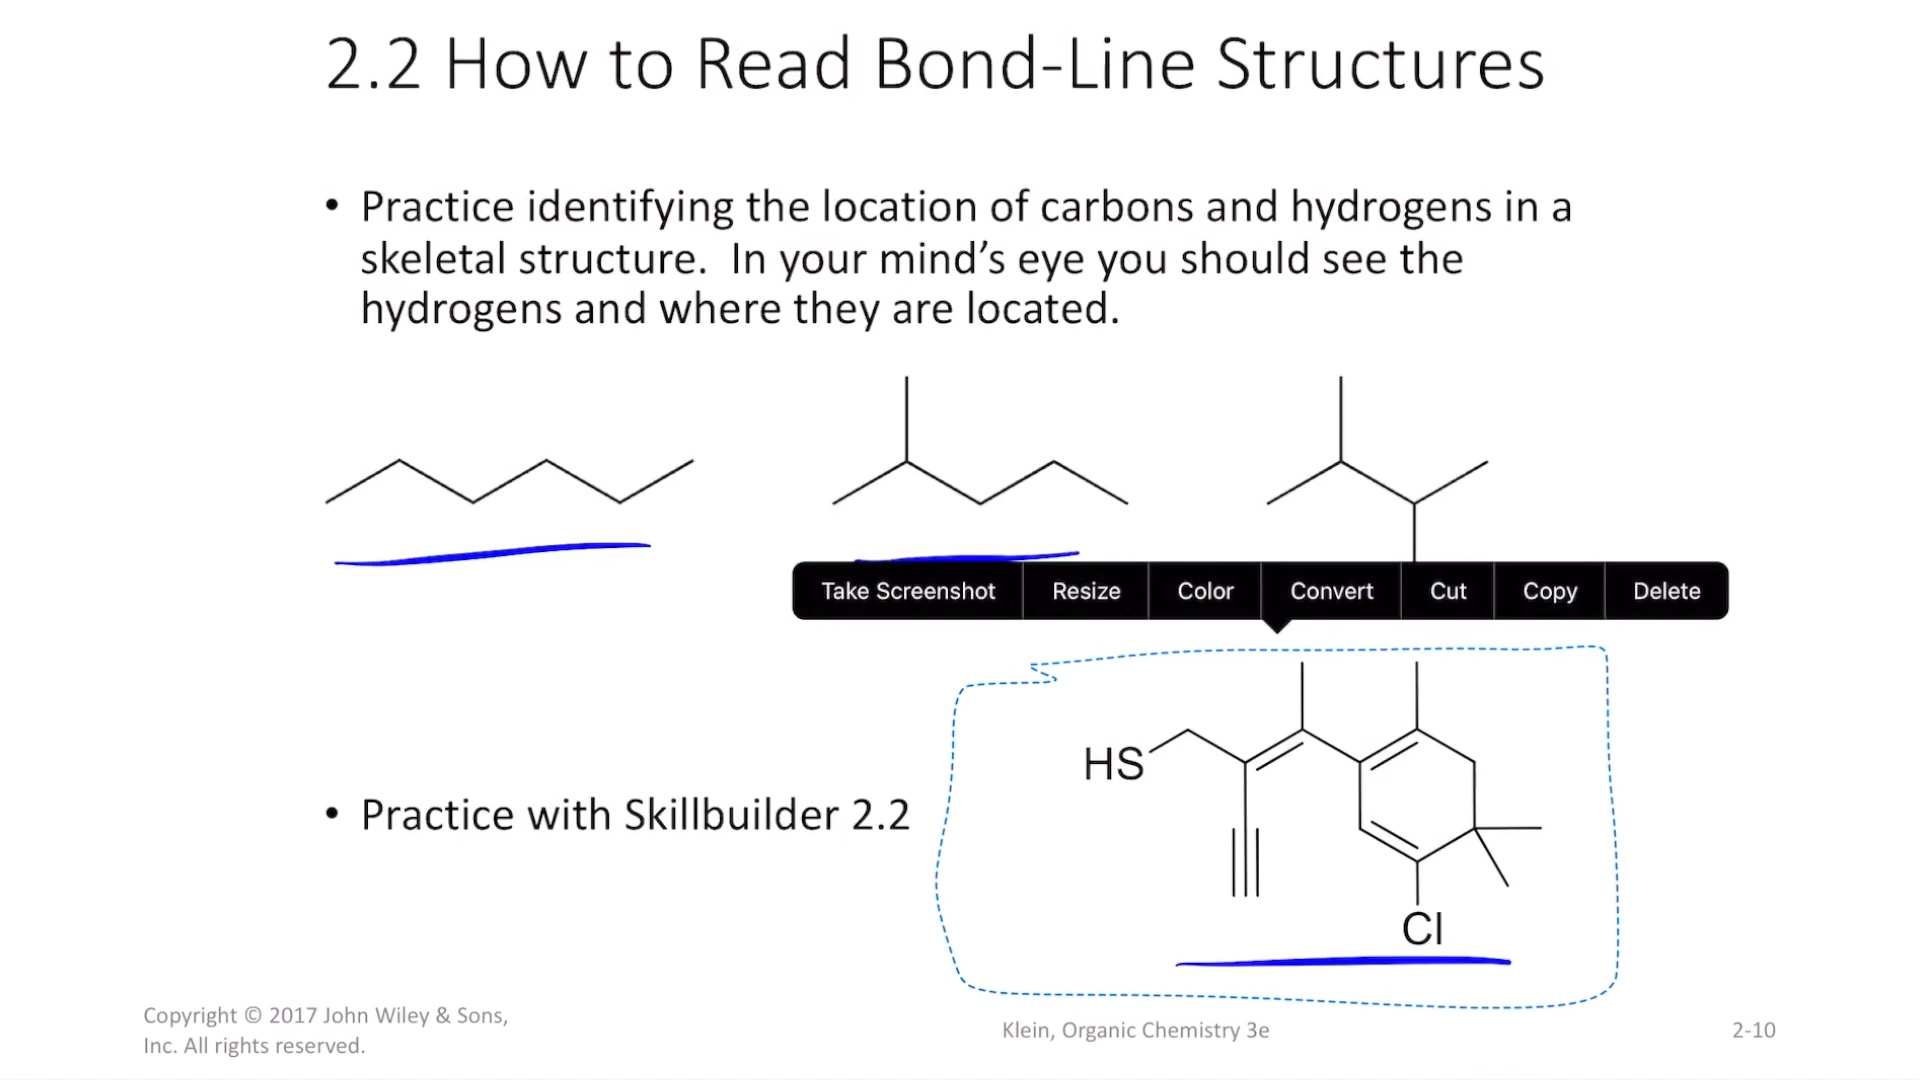 2.2 How to Read Bond-Line Structures
• Practice identifying the location of carbons and hydrogens in a
skeletal structure. In your mind’s eye you should see the
hydrogens and where they are located.
Take Screenshot Resize Color Convert Cut Copy Delete
HS
• Practice with Skillbuilder 2.2
Cl
Copyright © 2017 John Wiley & Sons,
Inc. All rights reserved.
Klein, Organic Chemistry 3e
2-10